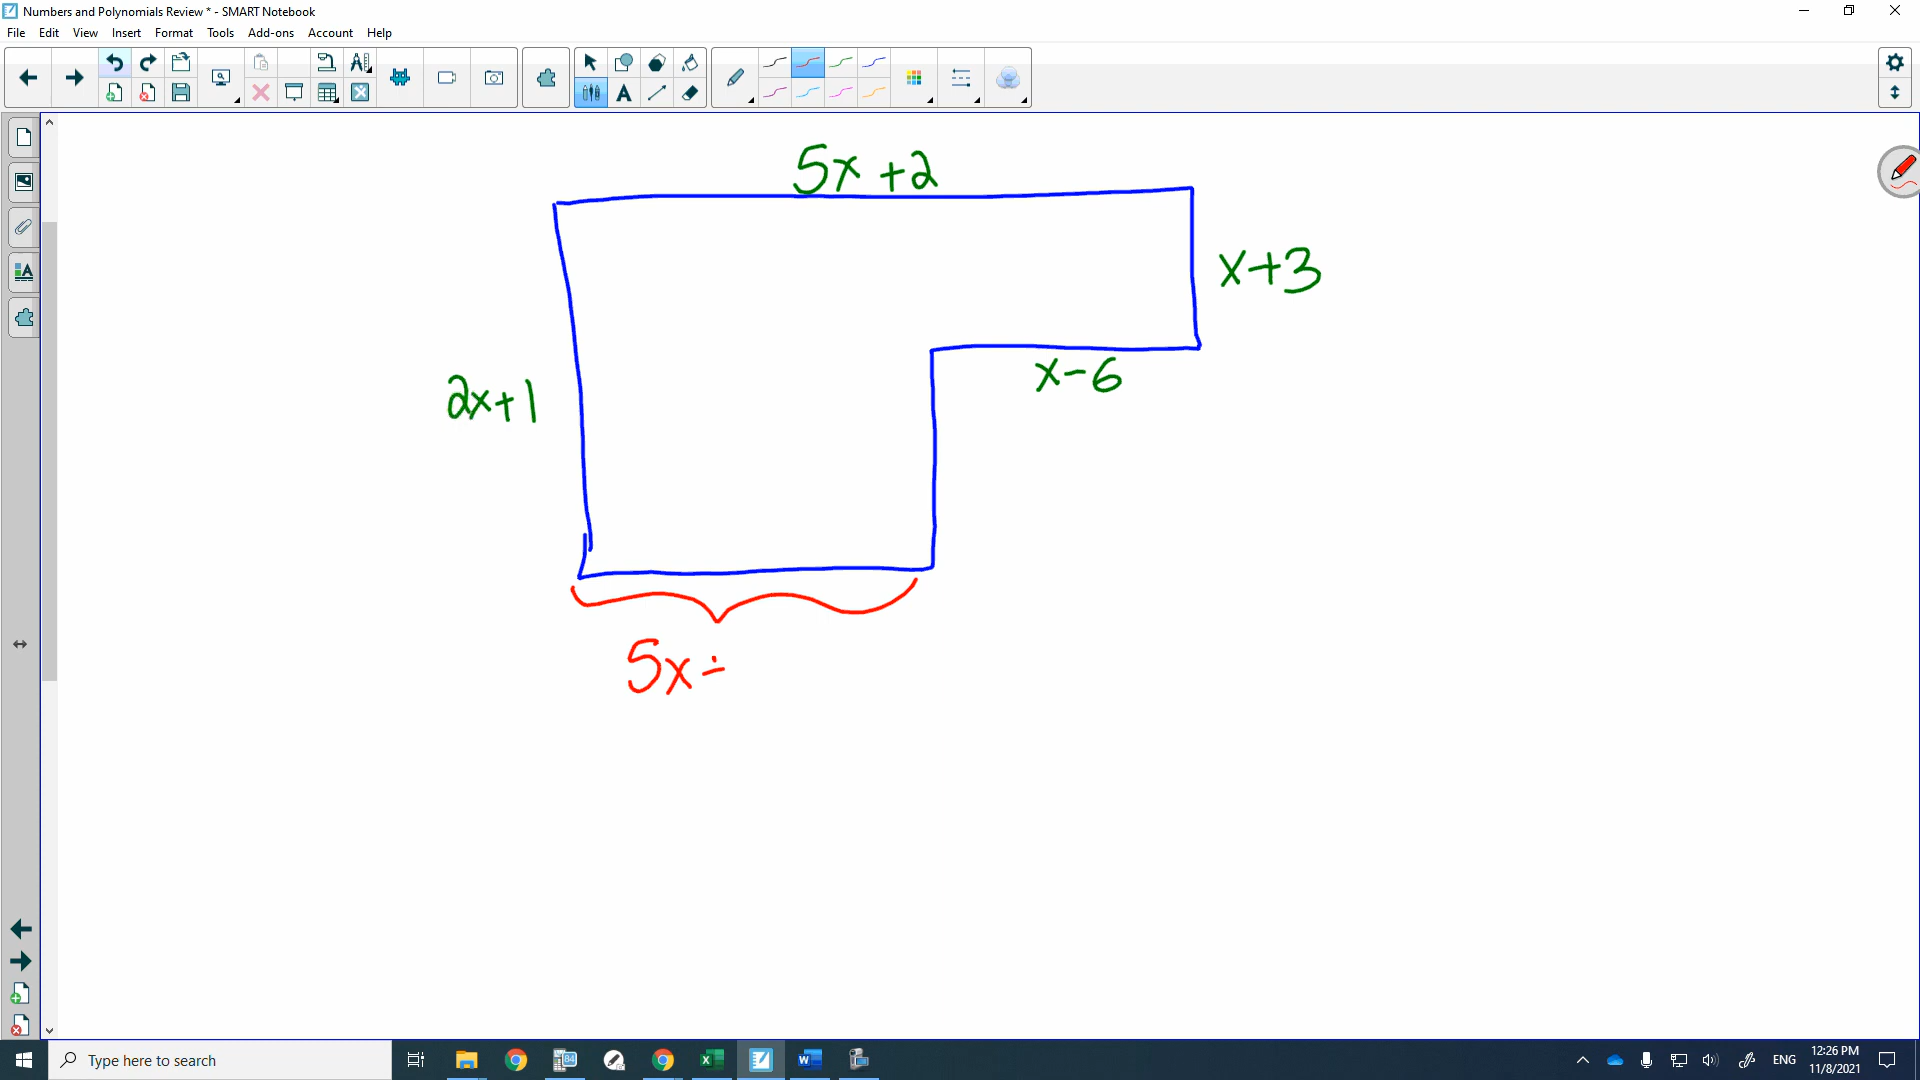 Numbers and Polynomials Review * - SMART Notebook
File Edit View Insert Format Tools Add-ons Account Help
5x +2
x+3
x-6
2x+1
5x ÷
Type here to search
84
ENG
12:26 PM
11/8/2021